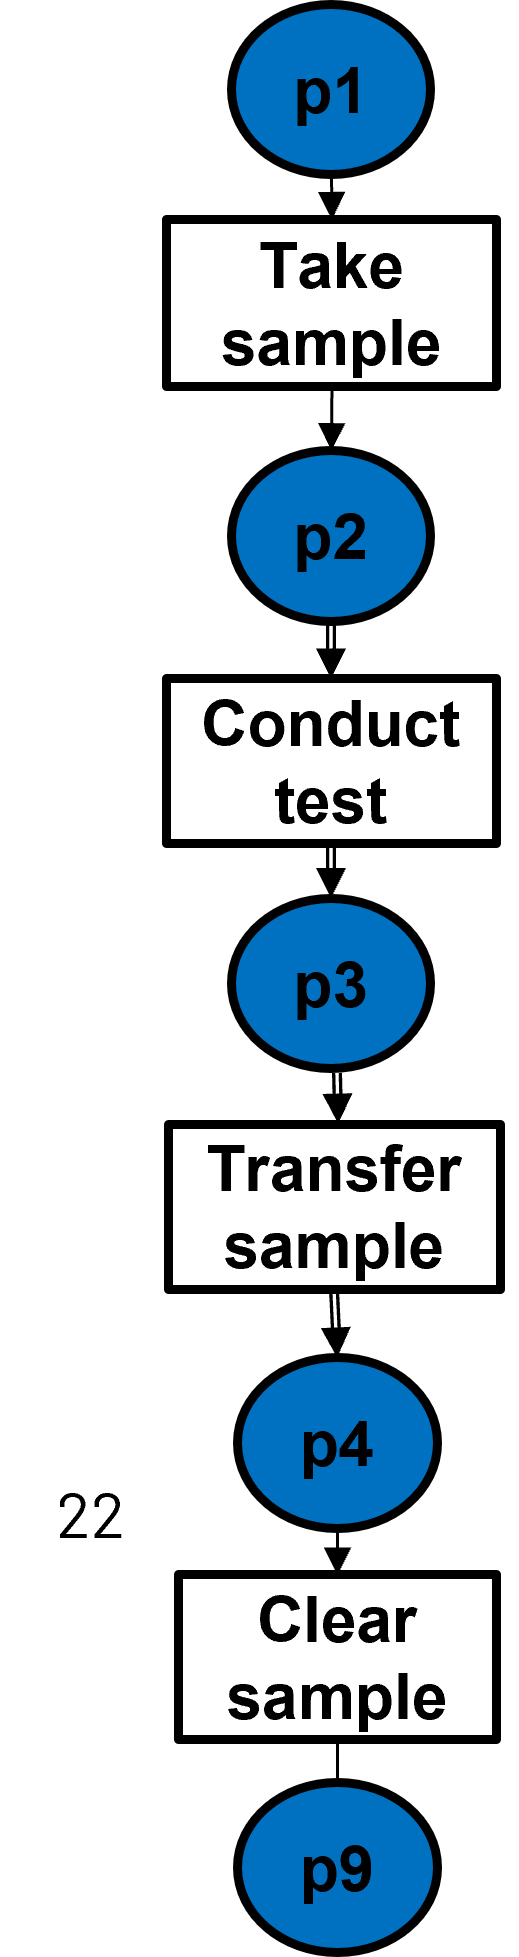 p1
Take
sample
p2
Conduct
test
p3
Transfer
sample
p4
22
Clear
sample
p9